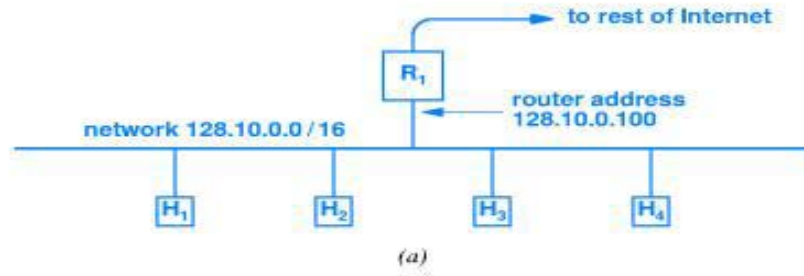 to rest of Internet
R₁
router address
128.10.0.100
network 128.10.0.0 / 16
H₁ H₂ H₃ H₄
(a)